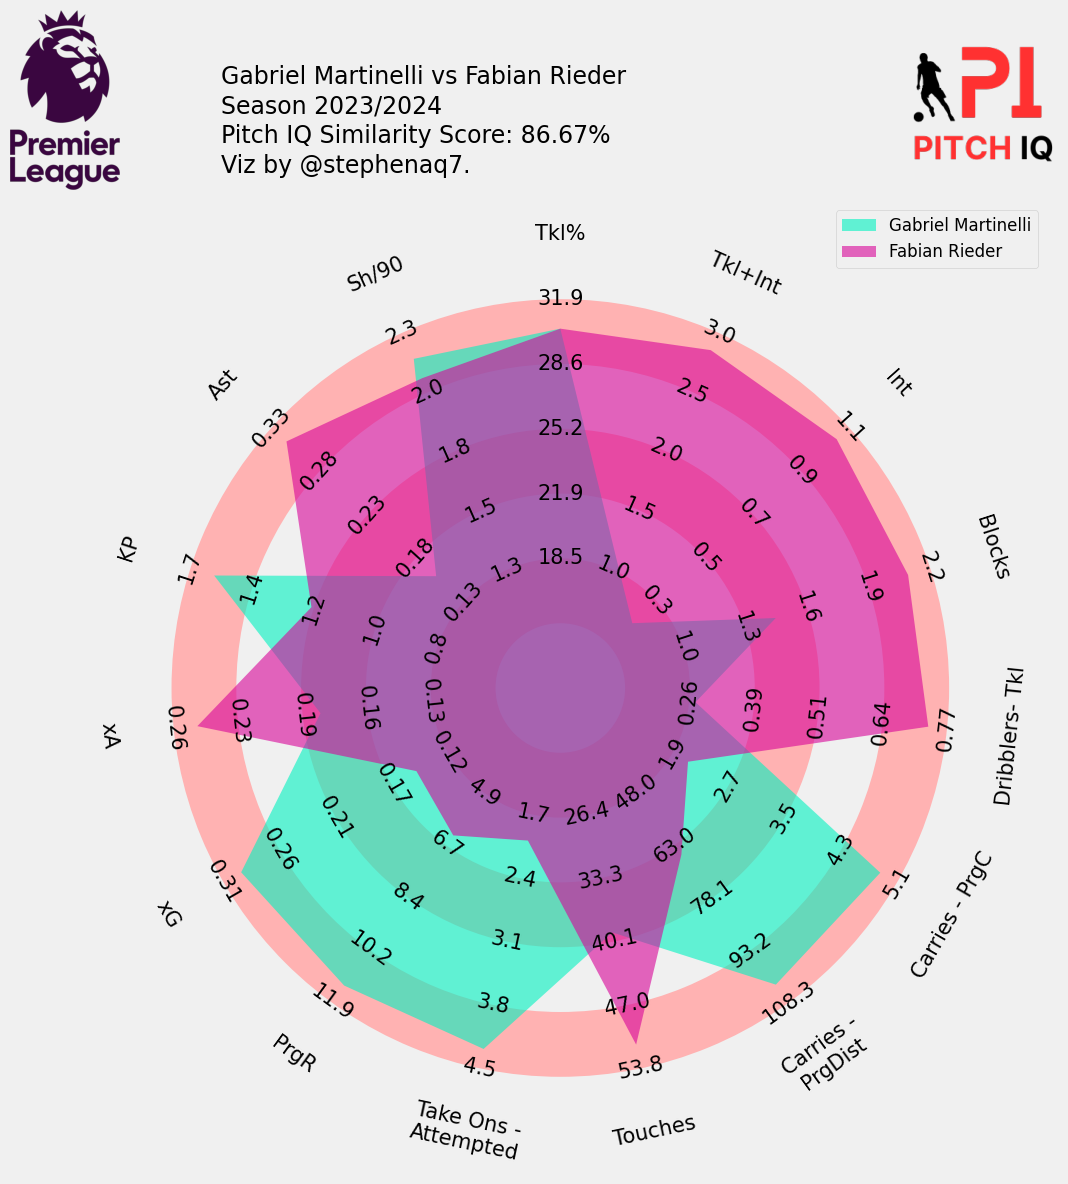 Gabriel Martinelli vs Fabian Rieder
Season 2023/2024
Pitch IQ Similarity Score: 86.67%
Viz by @stephenaq7.
Premier
League
PI
PITCH IQ
Gabriel Martinelli
Fabian Rieder
Tkl%
31.9
28.6
25.2
21.9
18.5
Tkl+Int
3.0
2.5
2.0
1.5
1.0
Int
1.1
0.9
0.7
0.5
0.3
Blocks
2.2
1.9
1.6
1.3
1.0
Dribblers- Tkl
0.77
0.64
0.51
0.39
0.26
Carries - PrgC
5.1
4.3
3.5
2.7
1.9
Carries -
PrgDist
108.3
93.2
78.1
63.0
48.0
Touches
53.8
47.0
40.1
33.3
26.4
Take Ons -
Attempted
4.5
3.8
3.1
2.4
1.7
PrgR
11.9
10.2
8.4
6.7
4.9
xG
0.31
0.26
0.21
0.17
0.12
xA
0.26
0.23
0.19
0.16
0.13
KP
1.7
1.4
1.2
1.0
0.8
Ast
0.33
0.28
0.23
0.18
0.13
Sh/90
2.3
2.0
1.8
1.5
1.3